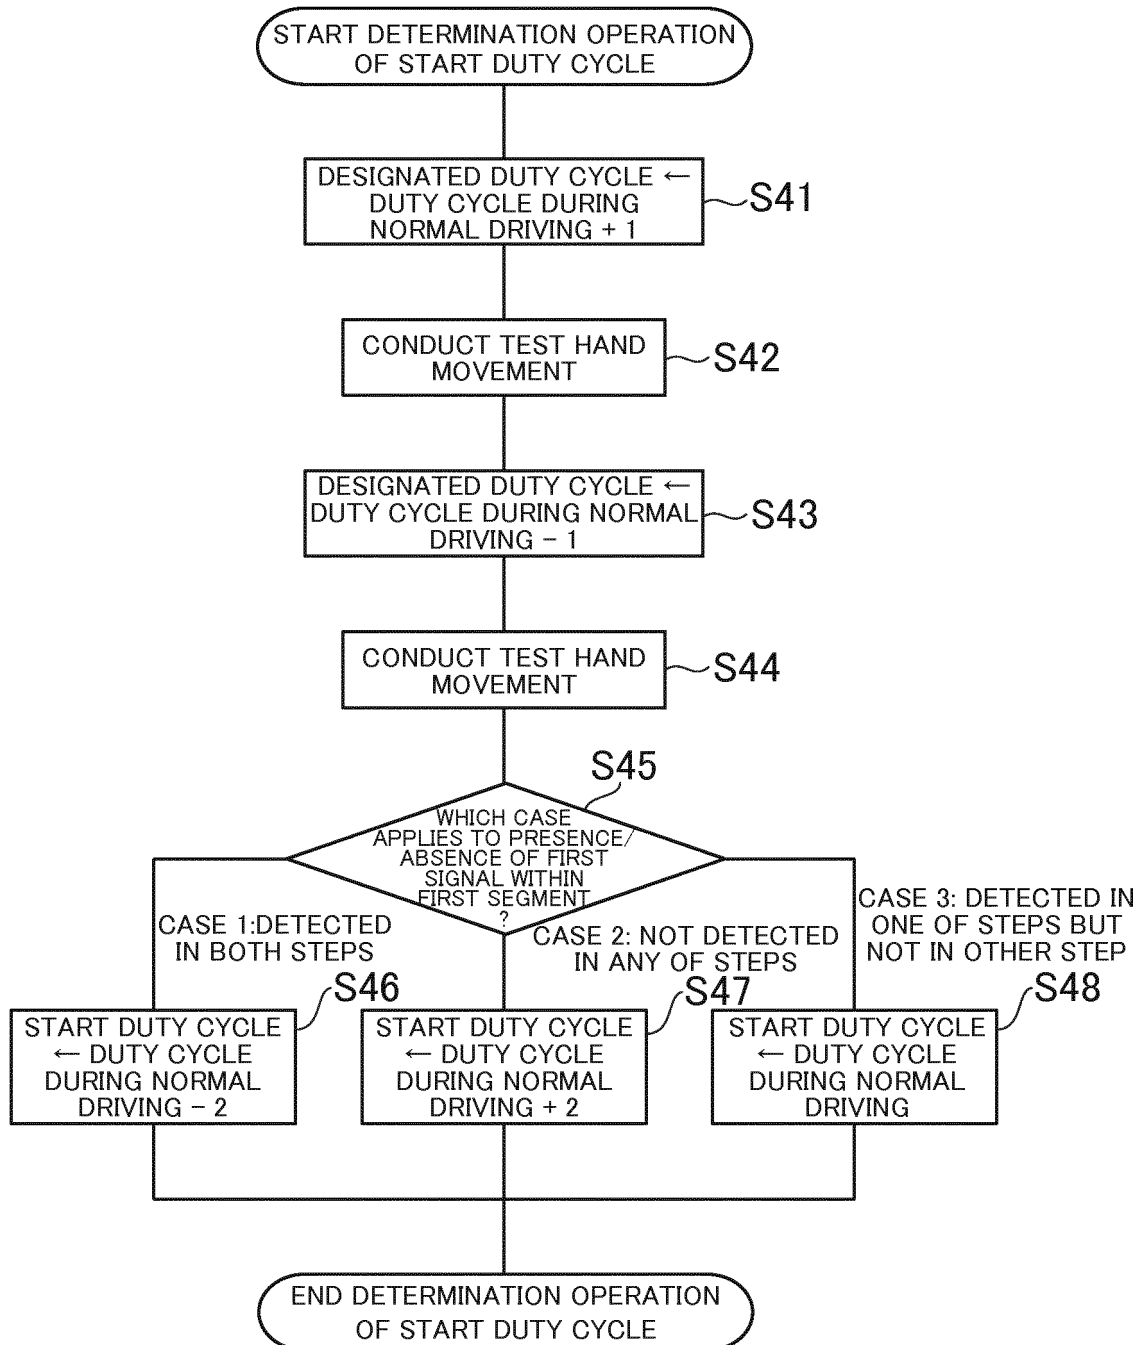 START DETERMINATION OPERATION
OF START DUTY CYCLE
DESIGNATED DUTY CYCLE ←
DUTY CYCLE DURING
NORMAL DRIVING + 1
S41
CONDUCT TEST HAND
MOVEMENT
S42
DESIGNATED DUTY CYCLE ←
DUTY CYCLE DURING NORMAL
DRIVING − 1
S43
CONDUCT TEST HAND
MOVEMENT
S44
S45
WHICH CASE
APPLIES TO PRESENCE/
ABSENCE OF FIRST
SIGNAL WITHIN
FIRST SEGMENT
?
CASE 1:DETECTED
IN BOTH STEPS
CASE 2: NOT DETECTED
IN ANY OF STEPS
CASE 3: DETECTED IN
ONE OF STEPS BUT
NOT IN OTHER STEP
S46
START DUTY CYCLE
← DUTY CYCLE
DURING NORMAL
DRIVING − 2
S47
START DUTY CYCLE
← DUTY CYCLE
DURING NORMAL
DRIVING + 2
S48
START DUTY CYCLE
← DUTY CYCLE
DURING NORMAL
DRIVING
END DETERMINATION OPERATION
OF START DUTY CYCLE